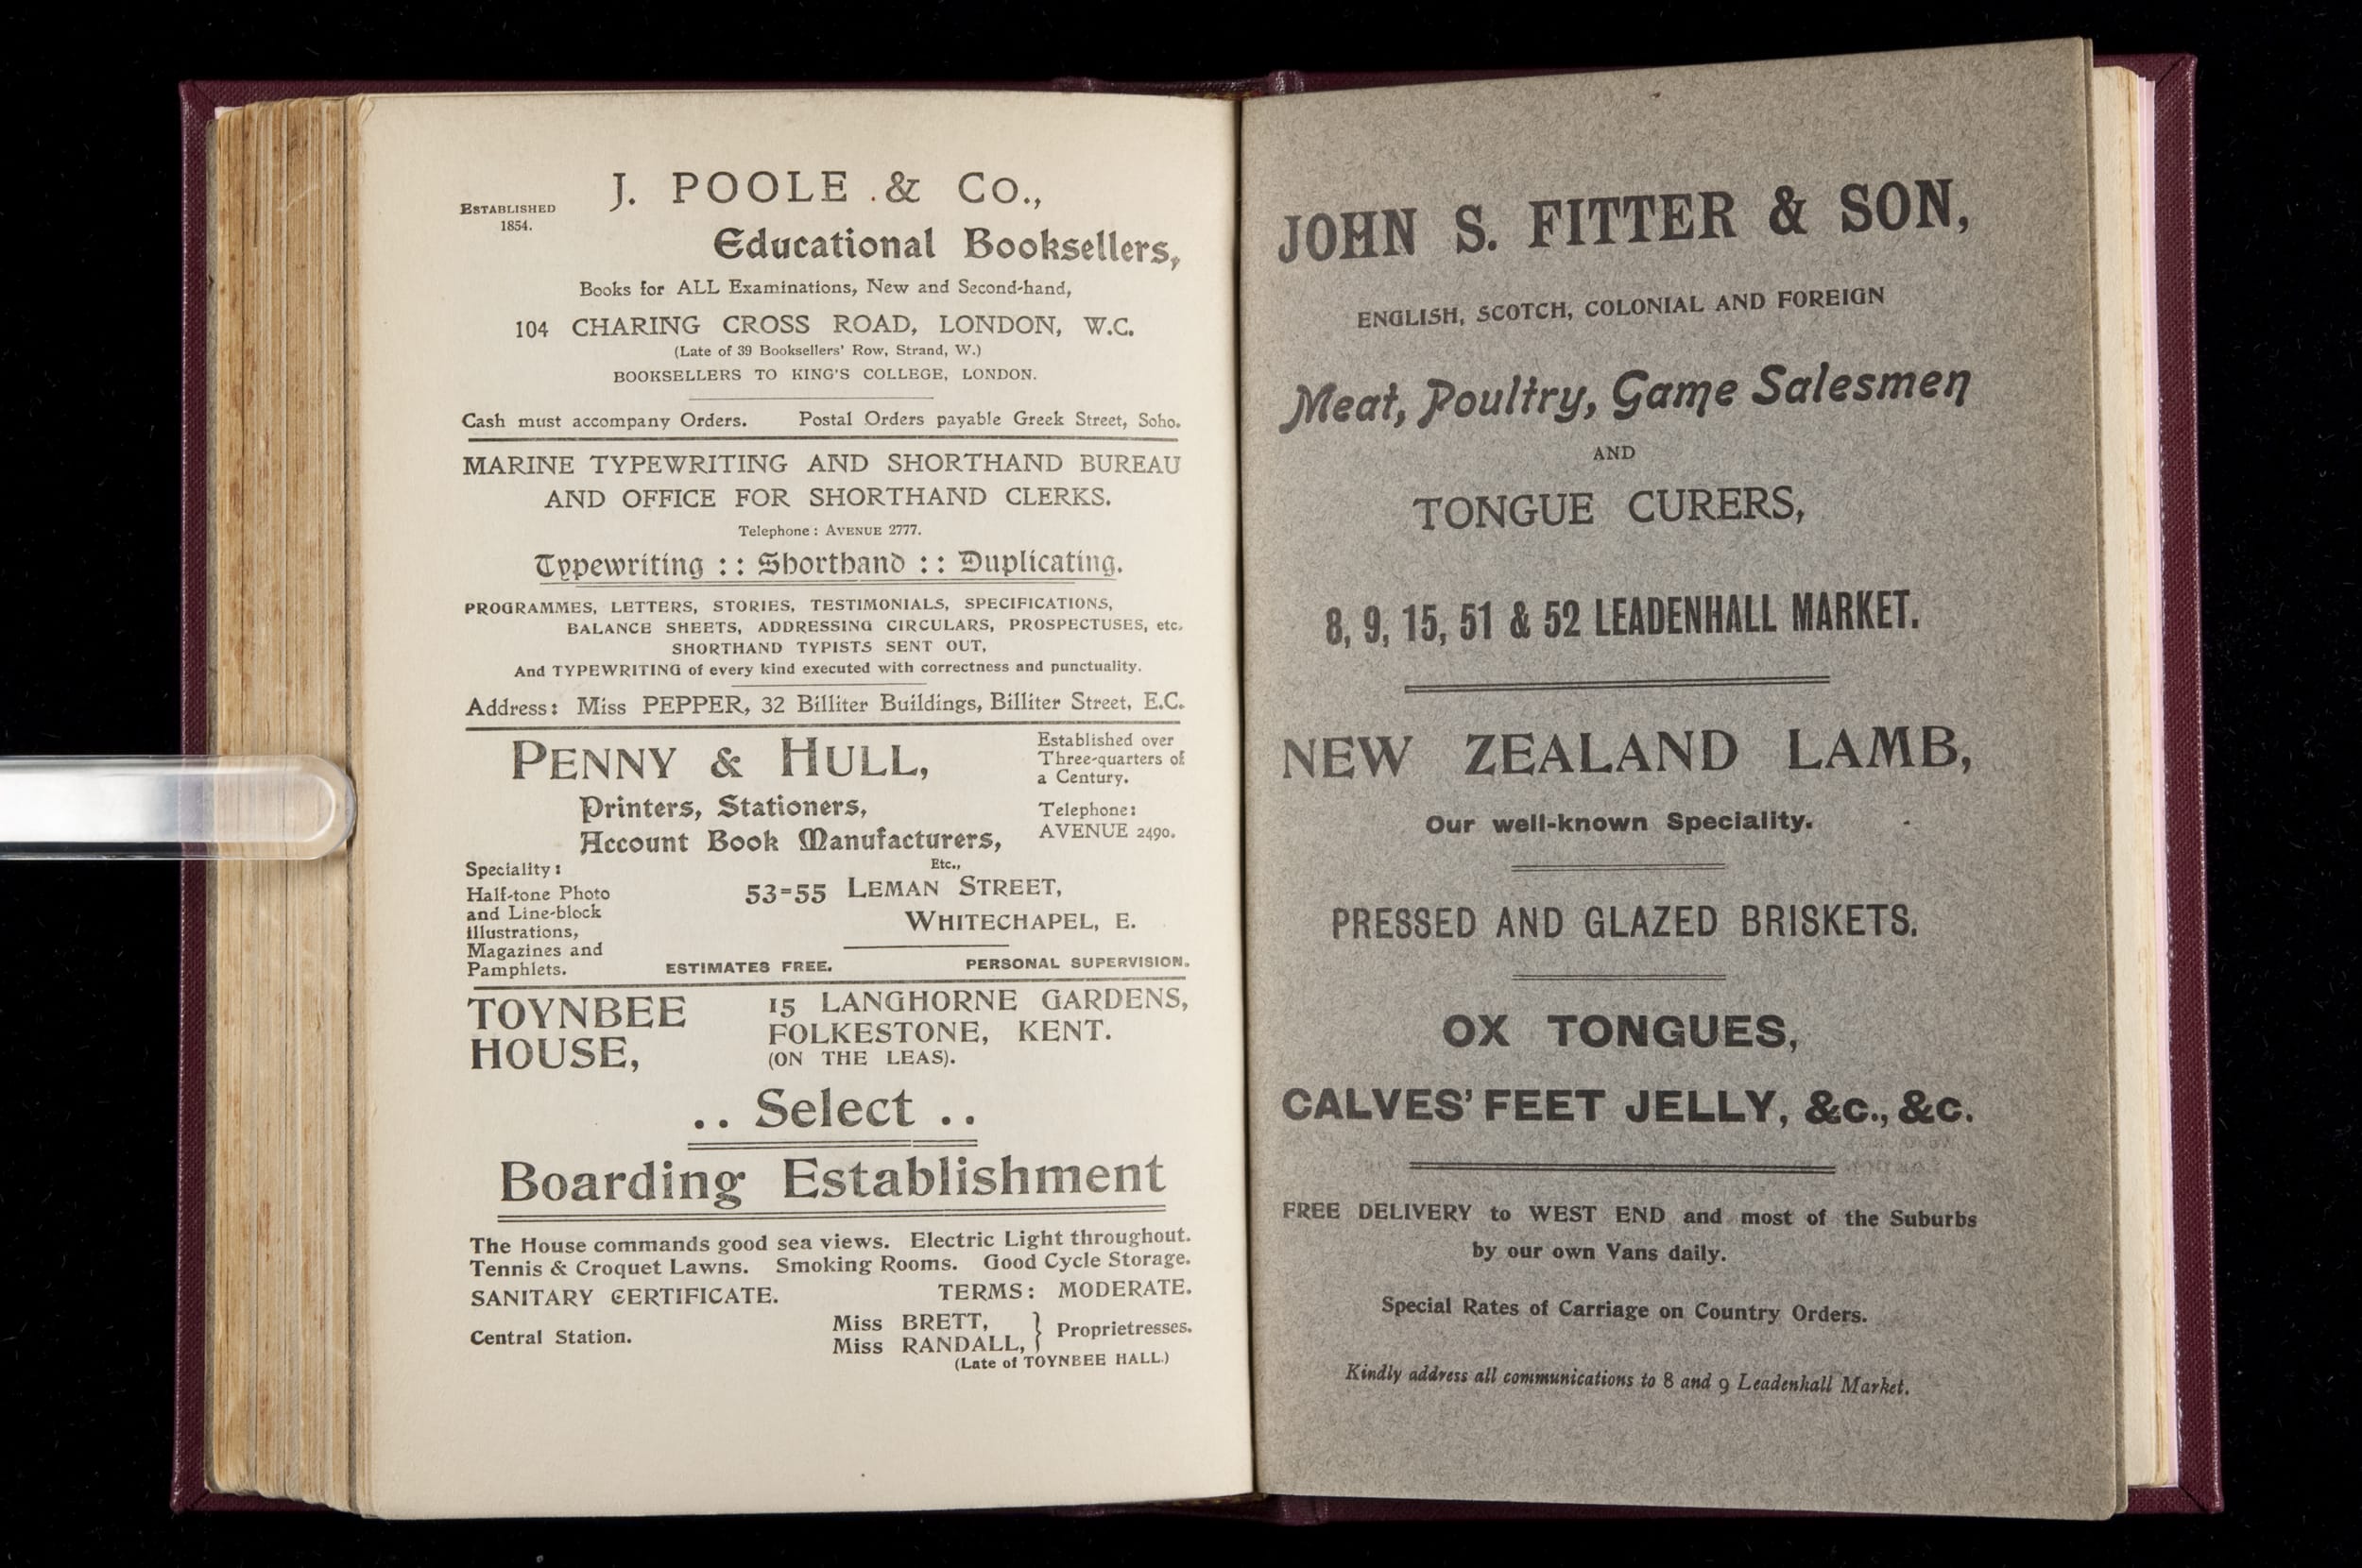 J. POOLE & Co.,
ESTABLISHED
1854.
Educational Booksellers,
Books for ALL Examinations, New and Second-hand,
104 CHARING CROSS ROAD, LONDON, W.C.
(Late of 39 Booksellers' Row, Strand, W.)
BOOKSELLERS TO KING'S COLLEGE, LONDON.
Cash must accompany Orders. Postal Orders payable Greek Street, Soho.
MARINE TYPEWRITING AND SHORTHAND BUREAU
AND OFFICE FOR SHORTHAND CLERKS.
Telephone: AVENUE 2777.
Typewriting :: Shorthand :: Duplicating.
PROGRAMMES, LETTERS, STORIES, TESTIMONIALS, SPECIFICATIONS,
BALANCE SHEETS, ADDRESSING CIRCULARS, PROSPECTUSES, etc.
SHORTHAND TYPISTS SENT OUT,
And TYPEWRITING of every kind executed with correctness and punctuality.
Address: Miss PEPPER, 32 Billiter Buildings, Billiter Street, E.C.
PENNY & HULL,
Established over
Three-quarters of
a Century.
Printers, Stationers,
Account Book Manufacturers,
Telephone:
AVENUE 2490.
Etc.,
Speciality:
Half-tone Photo
and Line-block
illustrations,
Magazines and
Pamphlets.
53=55 LEMAN STREET,
WHITECHAPEL, E.
ESTIMATES FREE. PERSONAL SUPERVISION.
TOYNBEE
HOUSE,
15 LANGHORNE GARDENS,
FOLKESTONE, KENT.
(ON THE LEAS).
.. Select ..
Boarding Establishment
The House commands good sea views. Electric Light throughout.
Tennis & Croquet Lawns. Smoking Rooms. Good Cycle Storage.
SANITARY CERTIFICATE. TERMS: MODERATE.
Central Station.
Miss BRETT,
Miss RANDALL, } Proprietresses.
(Late of TOYNBEE HALL.)
JOHN S. FITTER & SON,
ENGLISH, SCOTCH, COLONIAL AND FOREIGN
Meat, Poultry, Game Salesmen
AND
TONGUE CURERS,
8, 9, 15, 51 & 52 LEADENHALL MARKET.
NEW ZEALAND LAMB,
Our well-known Speciality.
PRESSED AND GLAZED BRISKETS.
OX TONGUES,
CALVES' FEET JELLY, &c., &c.
FREE DELIVERY to WEST END and most of the Suburbs
by our own Vans daily.
Special Rates of Carriage on Country Orders.
Kindly address all communications to 8 and 9 Leadenhall Market.